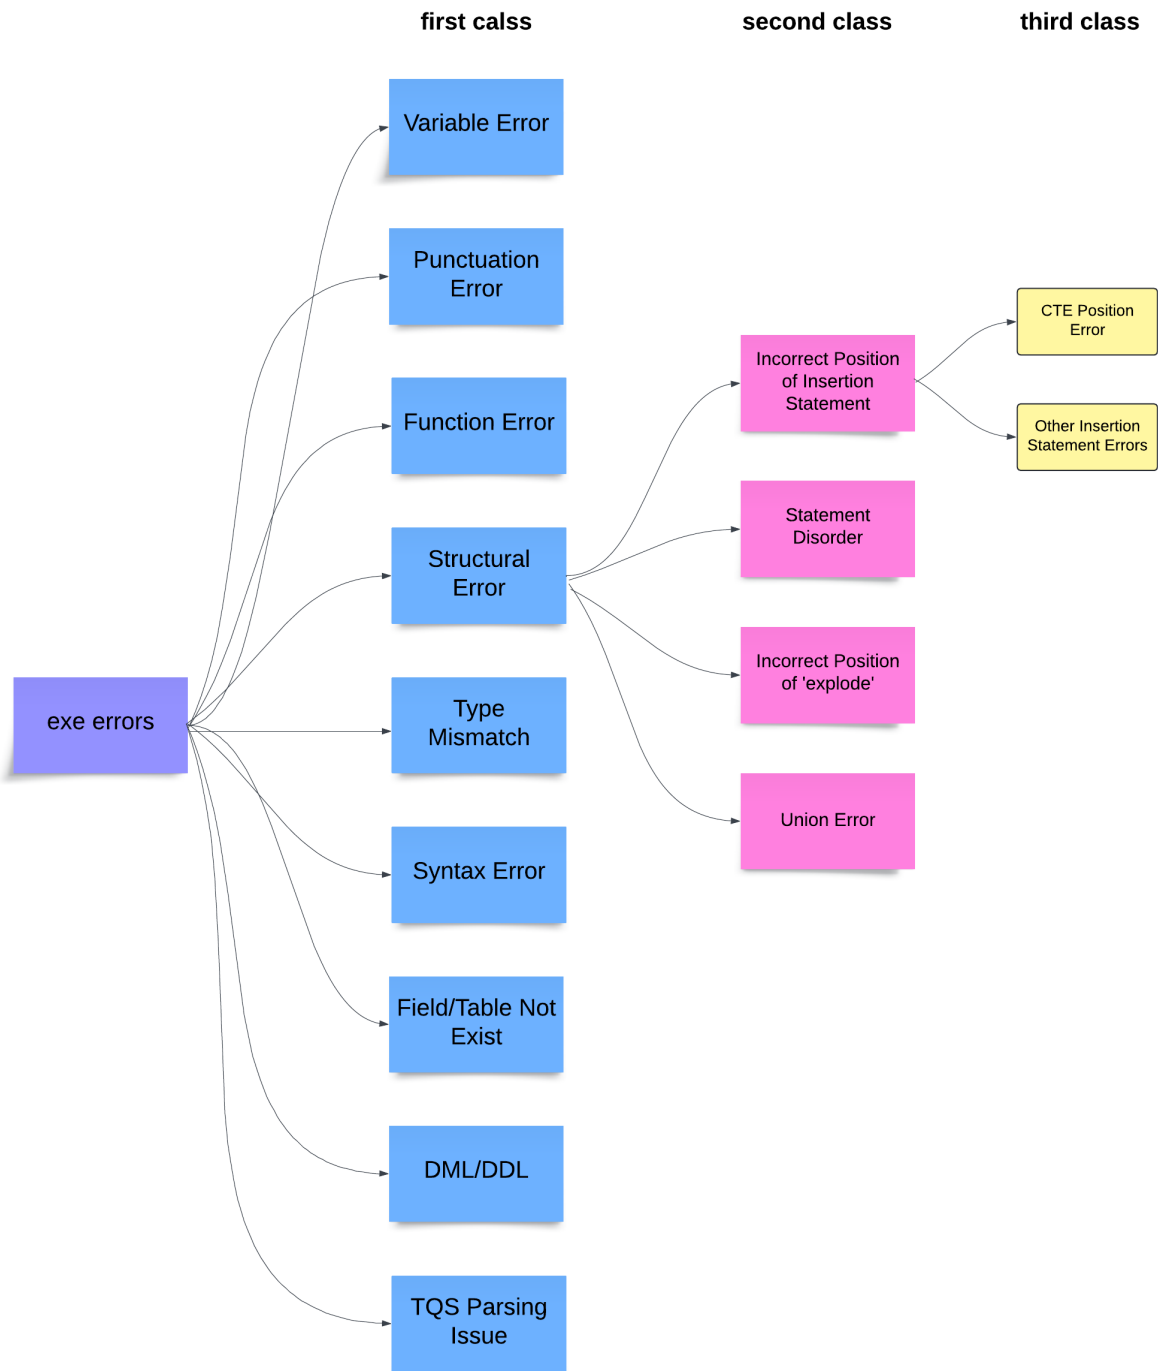 first calss
second class
third class
Variable Error
Punctuation
Error
Function Error
Structural
Error
Type
Mismatch
Syntax Error
Field/Table Not
Exist
DML/DDL
TQS Parsing
Issue
exe errors
Incorrect Position
of Insertion
Statement
Statement
Disorder
Incorrect Position
of 'explode'
Union Error
CTE Position
Error
Other Insertion
Statement Errors